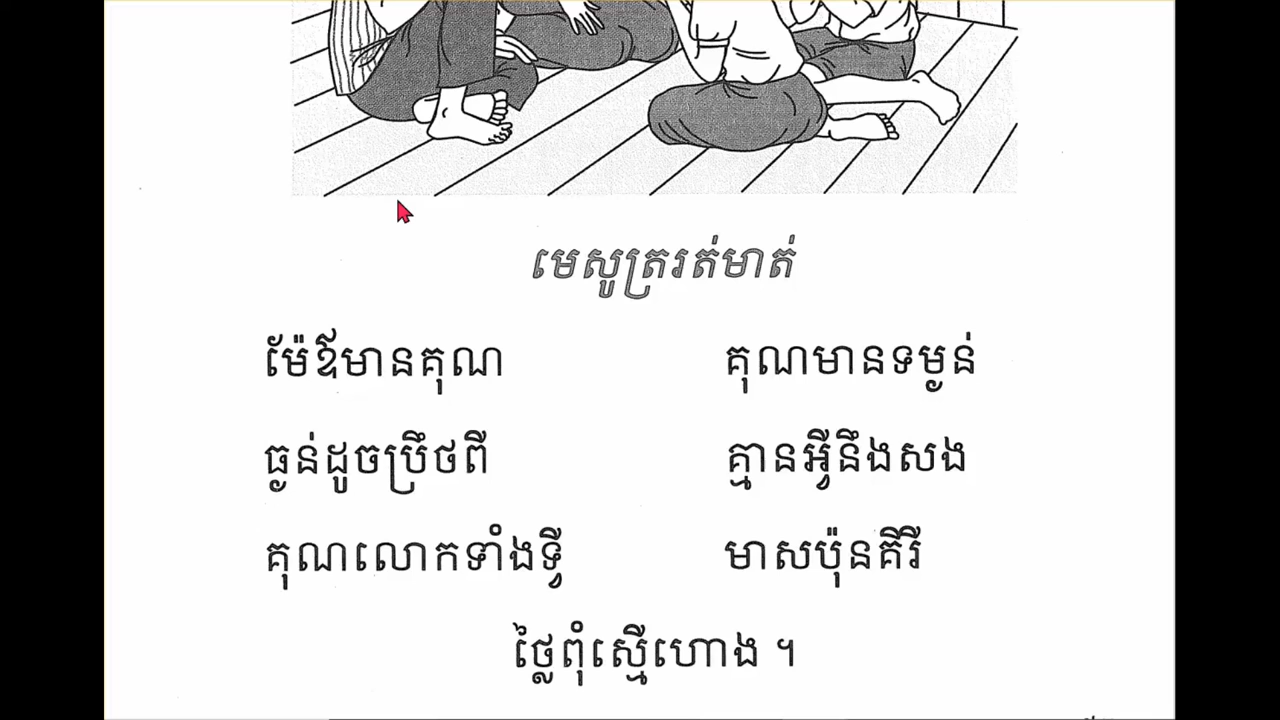 មេសូត្ររត់មាត់
ម៉ែឪមានគុណ គុណមានទម្ងន់
ធ្ងន់ដូចប្រឹថពី គ្មានអ្វីនឹងសង
គុណលោកទាំងទ្វី មាសប៉ុនគិរី
ថ្លៃពុំស្មើហោង ។